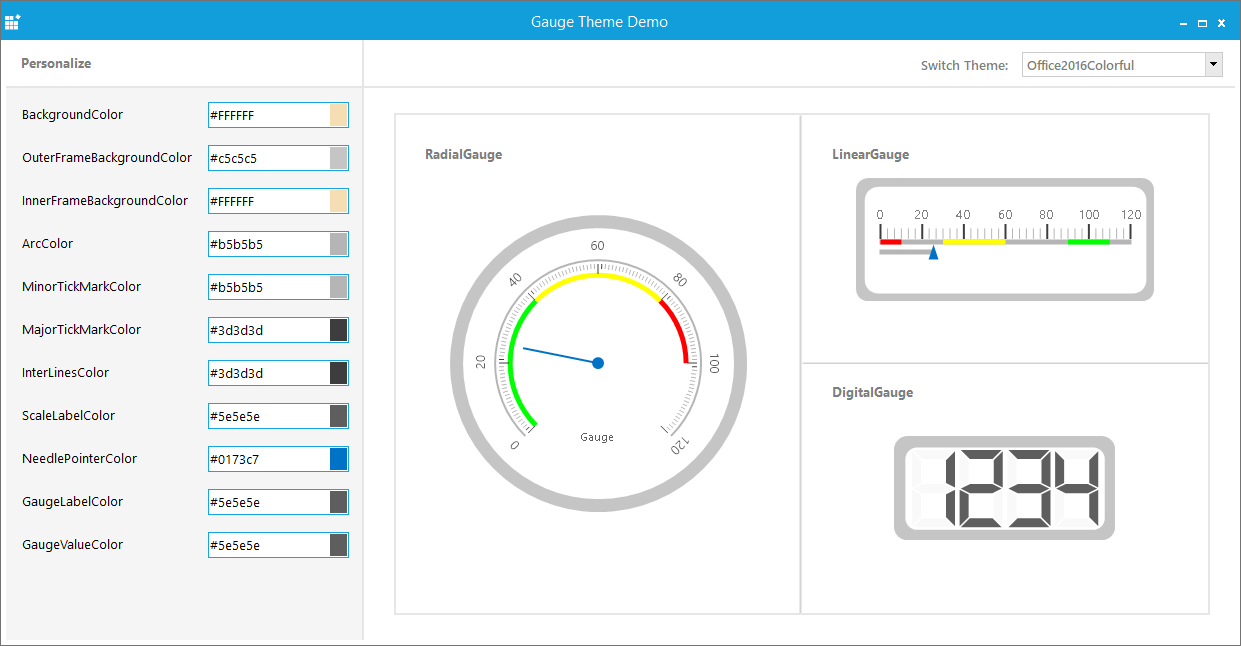 Gauge Theme Demo
Personalize
Switch Theme: Office2016Colorful
BackgroundColor #FFFFFF
OuterFrameBackgroundColor #c5c5c5
InnerFrameBackgroundColor #FFFFFF
ArcColor #b5b5b5
MinorTickMarkColor #b5b5b5
MajorTickMarkColor #3d3d3d
InterLinesColor #3d3d3d
ScaleLabelColor #5e5e5e
NeedlePointerColor #0173c7
GaugeLabelColor #5e5e5e
GaugeValueColor #5e5e5e
RadialGauge
0 20 40 60 80 100 120
Gauge
LinearGauge
0 20 40 60 80 100 120
DigitalGauge
1234